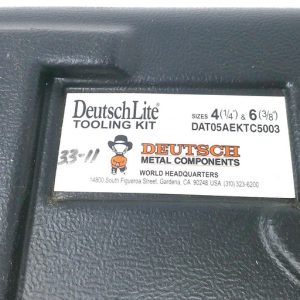 DeutschLite®
TOOLING KIT
SIZES 4 (1/4") & 6 (3/8")
DAT05AEKTC5003
33-11
DEUTSCH
METAL COMPONENTS
WORLD HEADQUARTERS
14800 South Figueroa Street, Gardena, CA. 90248 USA (310) 323-6200